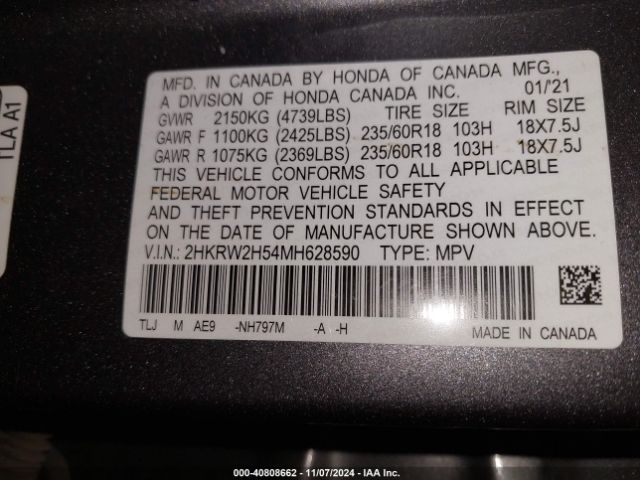 TLA A1
MFD. IN CANADA BY HONDA OF CANADA MFG.,
A DIVISION OF HONDA CANADA INC. 01/'21
GVWR 2150KG (4739LBS) TIRE SIZE RIM SIZE
GAWR F 1100KG (2425LBS) 235/60R18 103H 18X7.5J
GAWR R 1075KG (2369LBS) 235/60R18 103H 18X7.5J
THIS VEHICLE CONFORMS TO ALL APPLICABLE
FEDERAL MOTOR VEHICLE SAFETY
AND THEFT PREVENTION STANDARDS IN EFFECT
ON THE DATE OF MANUFACTURE SHOWN ABOVE.
V.I.N.: 2HKRW2H54MH628590 TYPE: MPV
TLJ M AE9 -NH797M -A -H MADE IN CANADA
000-40808662 - 11/07/2024 - IAA Inc.